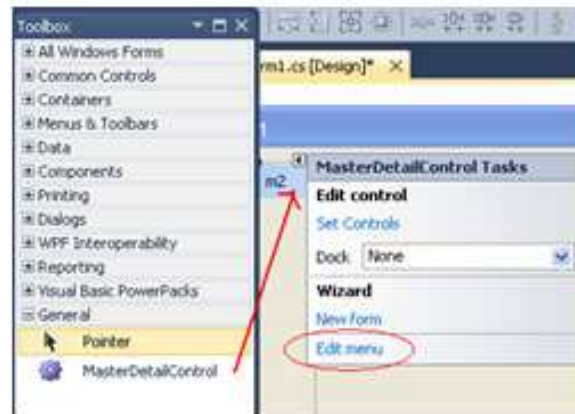 Toolbox
All Windows Forms
Common Controls
Containers
Menus & Toolbars
Data
Components
Printing
Dialogs
WPF Interoperability
Reporting
Visual Basic PowerPacks
General
Pointer
MasterDetailControl
rm1.cs [Design]*
m2
MasterDetailControl Tasks
Edit control
Set Controls
Dock None
Wizard
New form
Edit menu